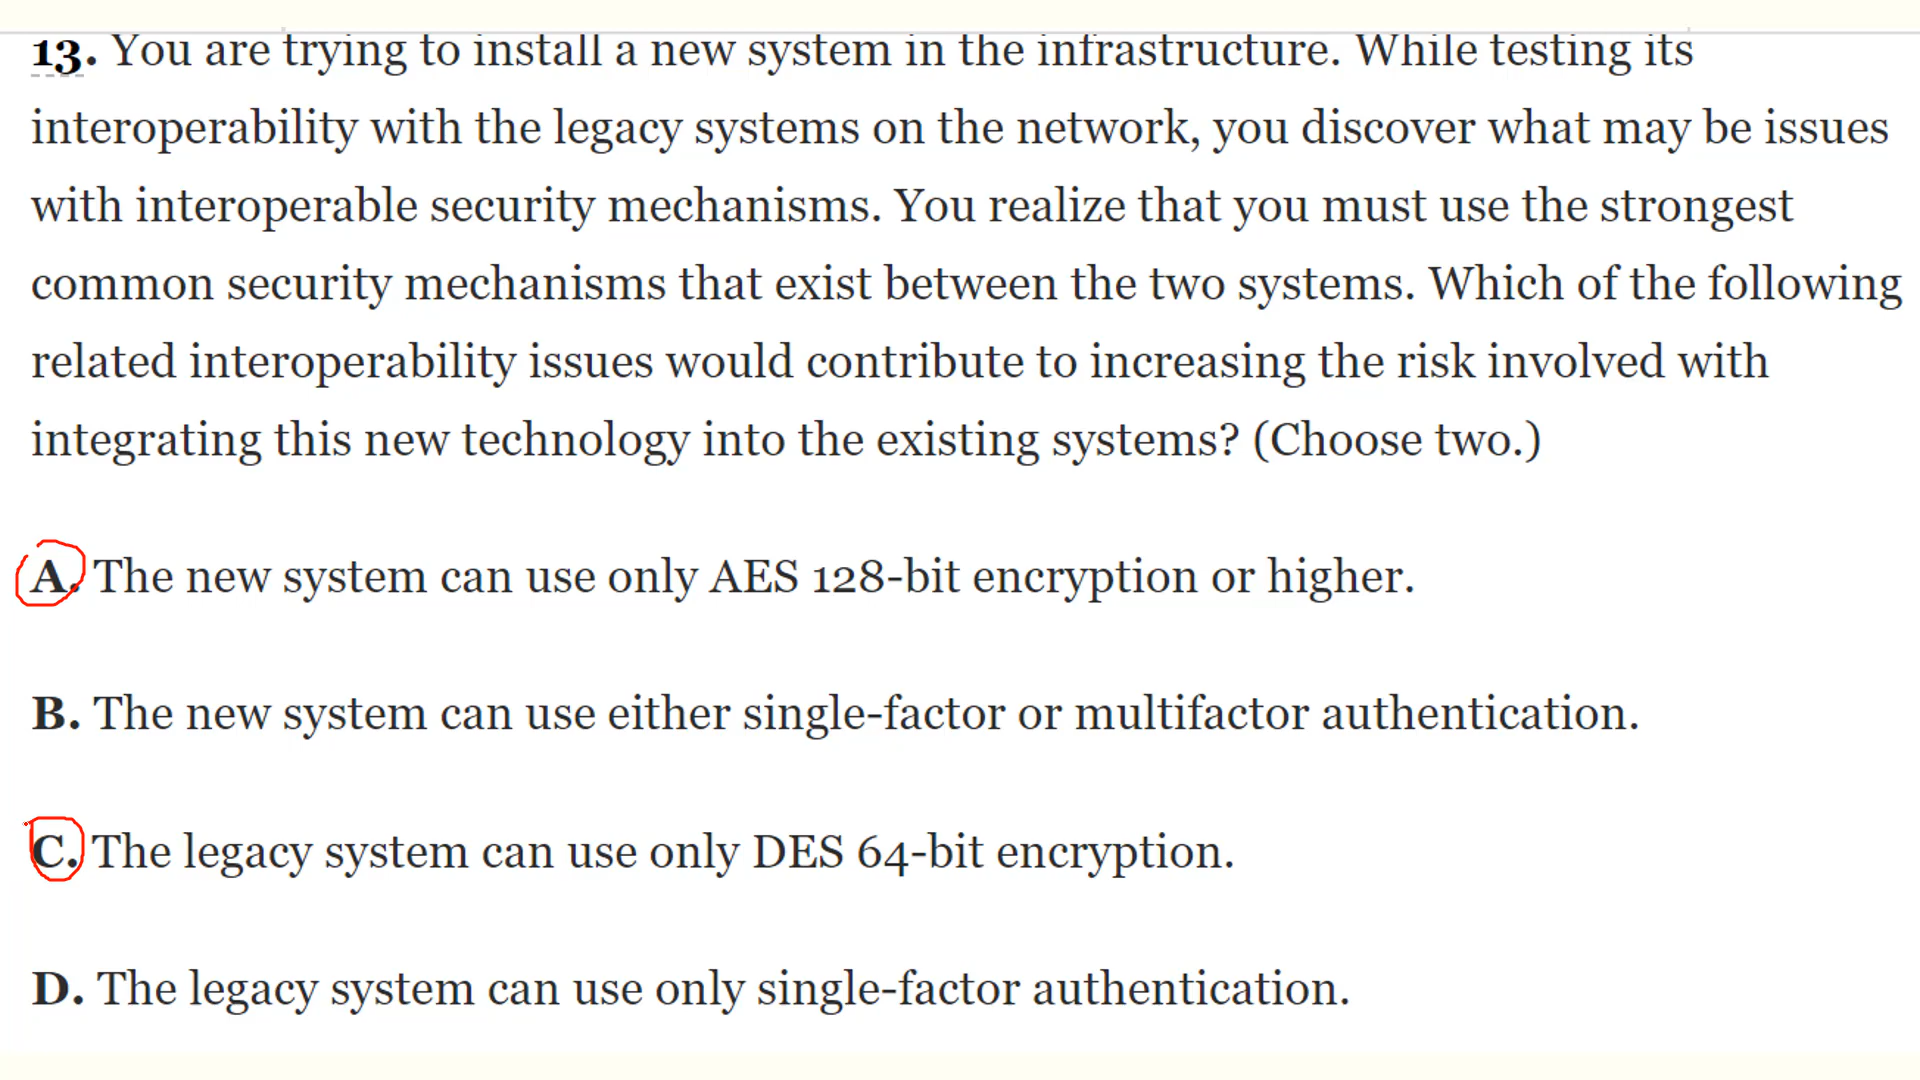 13. You are trying to install a new system in the infrastructure. While testing its
interoperability with the legacy systems on the network, you discover what may be issues
with interoperable security mechanisms. You realize that you must use the strongest
common security mechanisms that exist between the two systems. Which of the following
related interoperability issues would contribute to increasing the risk involved with
integrating this new technology into the existing systems? (Choose two.)
A. The new system can use only AES 128-bit encryption or higher.
B. The new system can use either single-factor or multifactor authentication.
C. The legacy system can use only DES 64-bit encryption.
D. The legacy system can use only single-factor authentication.